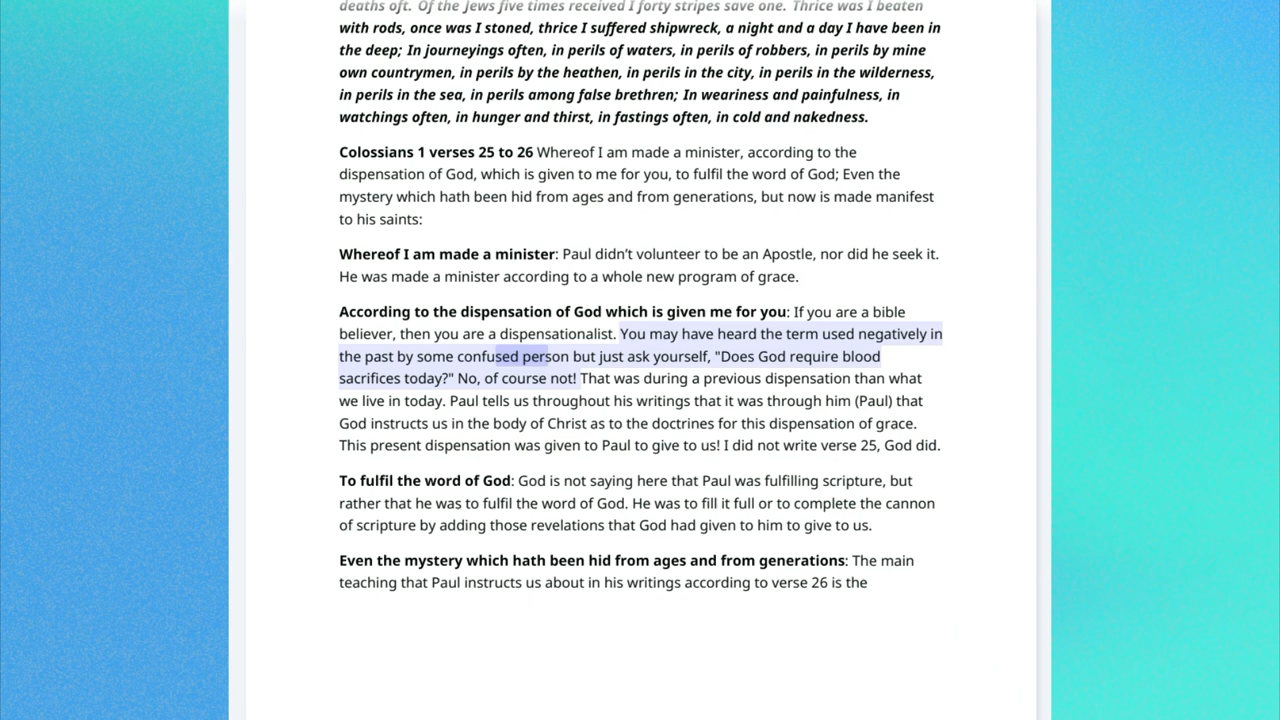 deaths oft. Of the Jews five times received I forty stripes save one. Thrice was I beaten
with rods, once was I stoned, thrice I suffered shipwreck, a night and a day I have been in
the deep; In journeyings often, in perils of waters, in perils of robbers, in perils by mine
own countrymen, in perils by the heathen, in perils in the city, in perils in the wilderness,
in perils in the sea, in perils among false brethren; In weariness and painfulness, in
watchings often, in hunger and thirst, in fastings often, in cold and nakedness.
Colossians 1 verses 25 to 26 Whereof I am made a minister, according to the
dispensation of God, which is given to me for you, to fulfil the word of God; Even the
mystery which hath been hid from ages and from generations, but now is made manifest
to his saints:
Whereof I am made a minister: Paul didn’t volunteer to be an Apostle, nor did he seek it.
He was made a minister according to a whole new program of grace.
According to the dispensation of God which is given me for you: If you are a bible
believer, then you are a dispensationalist. You may have heard the term used negatively in
the past by some confused person but just ask yourself, "Does God require blood
sacrifices today?" No, of course not! That was during a previous dispensation than what
we live in today. Paul tells us throughout his writings that it was through him (Paul) that
God instructs us in the body of Christ as to the doctrines for this dispensation of grace.
This present dispensation was given to Paul to give to us! I did not write verse 25, God did.
To fulfil the word of God: God is not saying here that Paul was fulfilling scripture, but
rather that he was to fulfil the word of God. He was to fill it full or to complete the cannon
of scripture by adding those revelations that God had given to him to give to us.
Even the mystery which hath been hid from ages and from generations: The main
teaching that Paul instructs us about in his writings according to verse 26 is the